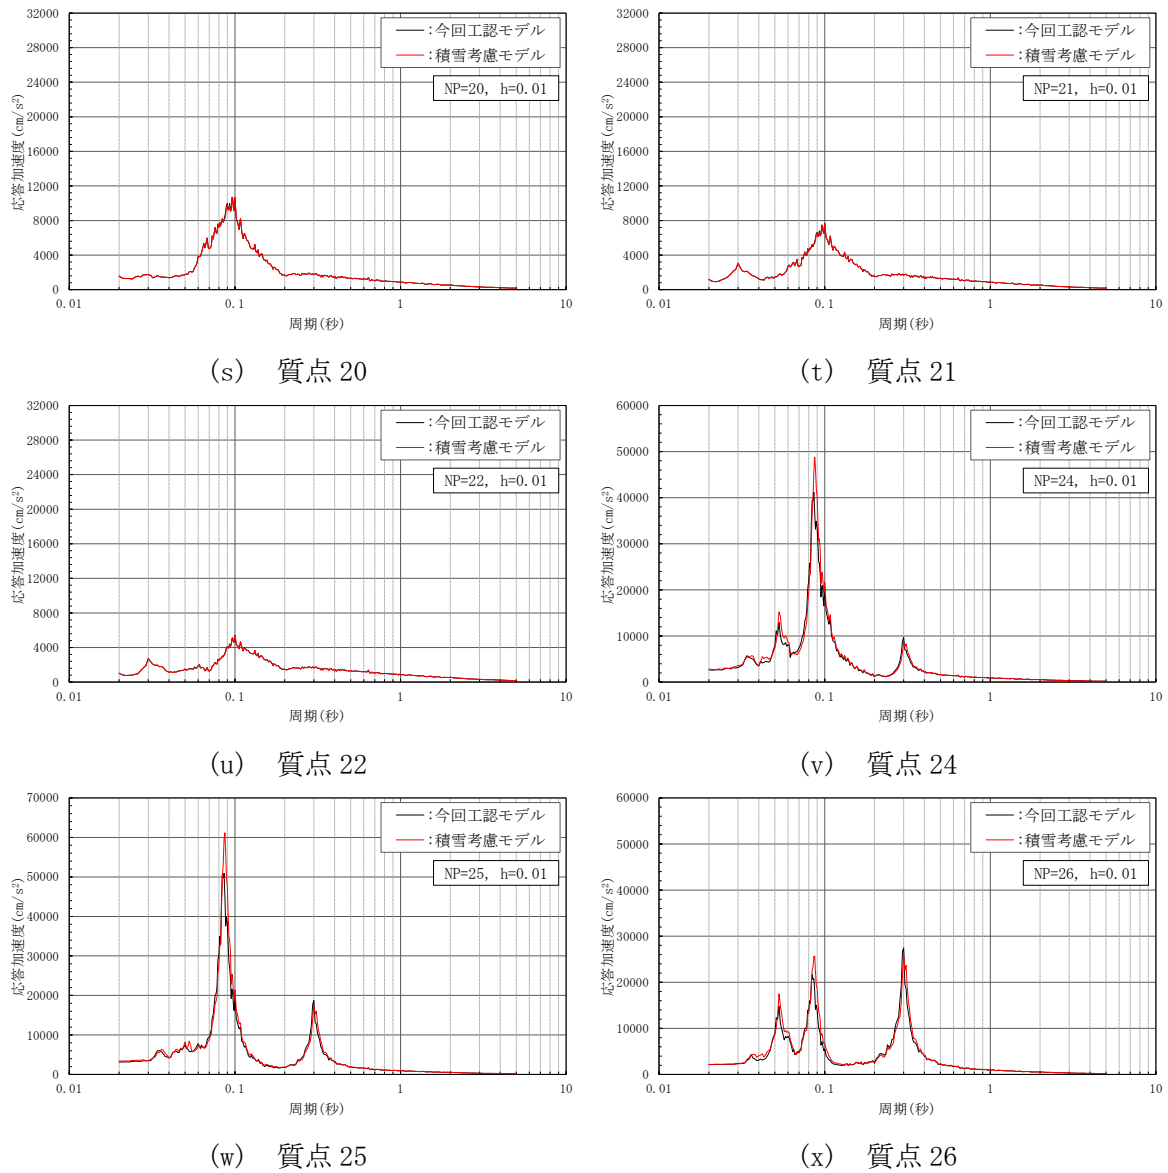 32000
28000
24000
20000
16000
12000
8000
4000
0
応答加速度(cm/s²)
0.01
0.1
1
10
周期(秒)
:今回工認モデル
:積雪考慮モデル
NP=20, h=0.01
(s) 質点 20
32000
28000
24000
20000
16000
12000
8000
4000
0
応答加速度(cm/s²)
0.01
0.1
1
10
周期(秒)
:今回工認モデル
:積雪考慮モデル
NP=21, h=0.01
(t) 質点 21
32000
28000
24000
20000
16000
12000
8000
4000
0
応答加速度(cm/s²)
0.01
0.1
1
10
周期(秒)
:今回工認モデル
:積雪考慮モデル
NP=22, h=0.01
(u) 質点 22
60000
50000
40000
30000
20000
10000
0
応答加速度(cm/s²)
0.01
0.1
1
10
周期(秒)
:今回工認モデル
:積雪考慮モデル
NP=24, h=0.01
(v) 質点 24
70000
60000
50000
40000
30000
20000
10000
0
応答加速度(cm/s²)
0.01
0.1
1
10
周期(秒)
:今回工認モデル
:積雪考慮モデル
NP=25, h=0.01
(w) 質点 25
60000
50000
40000
30000
20000
10000
0
応答加速度(cm/s²)
0.01
0.1
1
10
周期(秒)
:今回工認モデル
:積雪考慮モデル
NP=26, h=0.01
(x) 質点 26